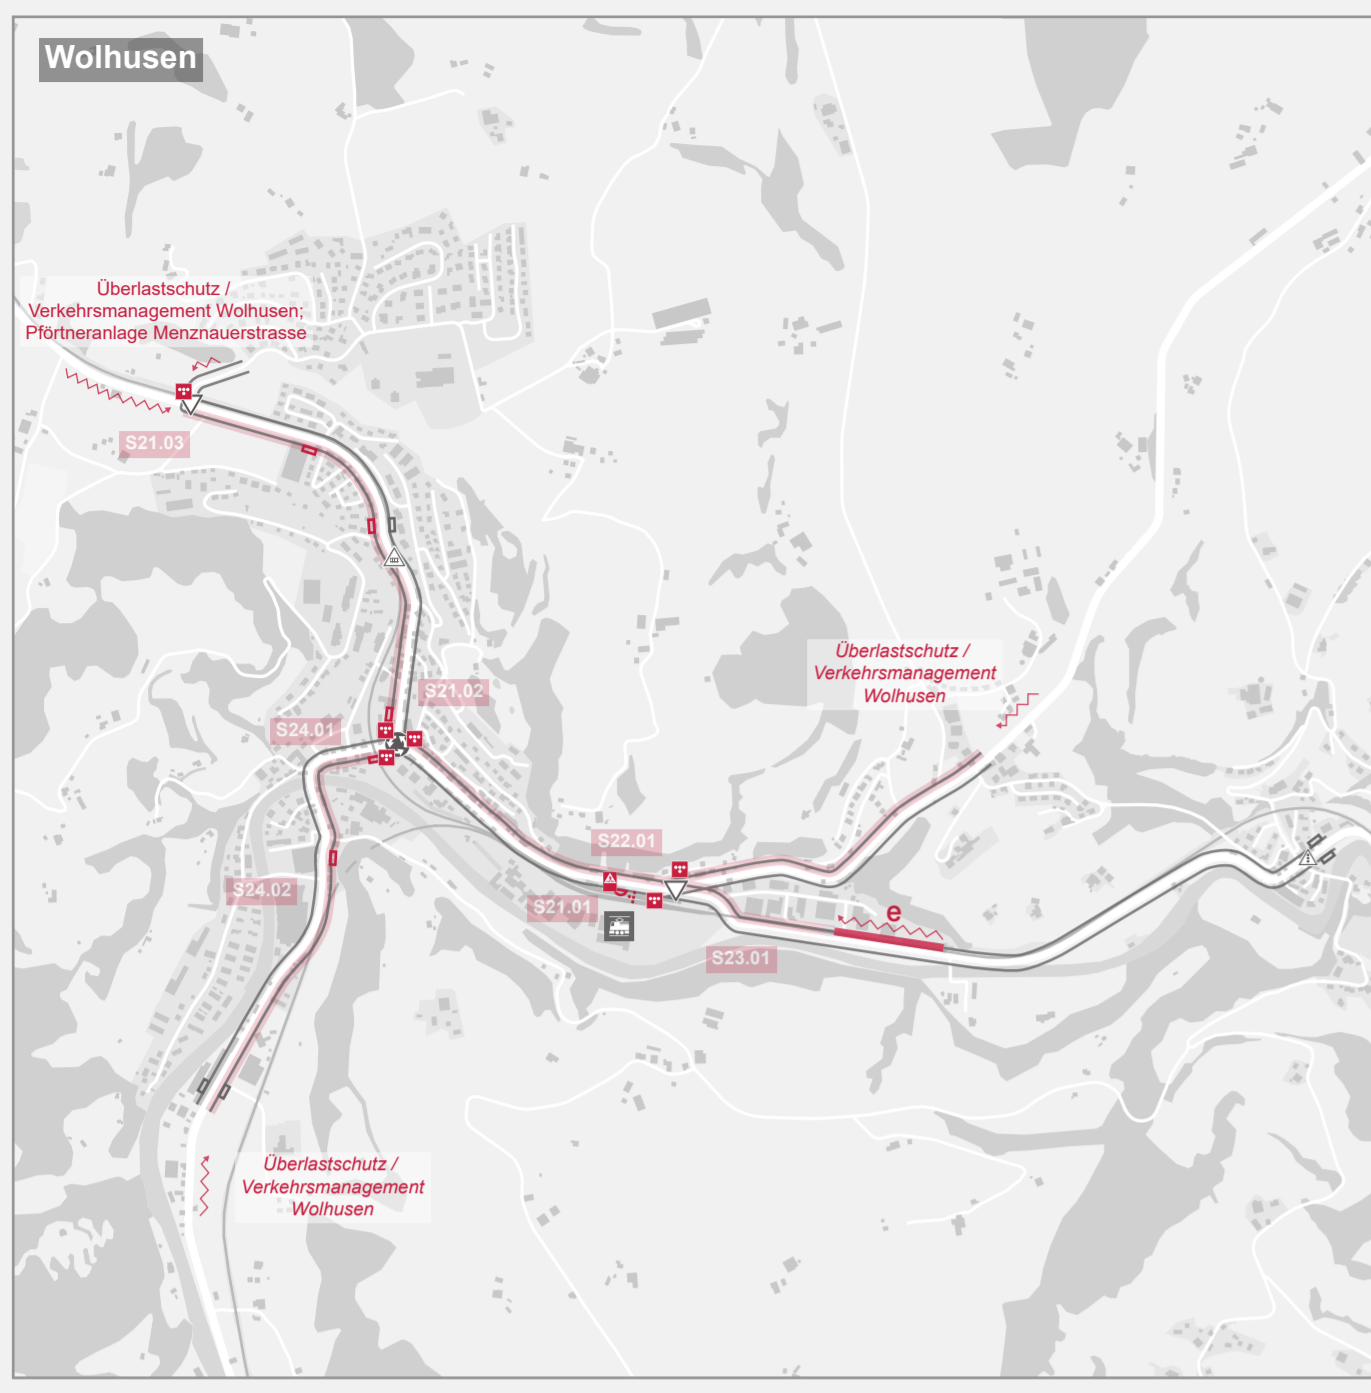 Wolhusen
Überlastschutz /
Verkehrsmanagement Wolhusen;
Pförtneranlage Menznauerstrasse
S21.03
S21.02
S24.01
Überlastschutz /
Verkehrsmanagement
Wolhusen
S22.01
S24.02
S21.01
e
S23.01
Überlastschutz /
Verkehrsmanagement
Wolhusen